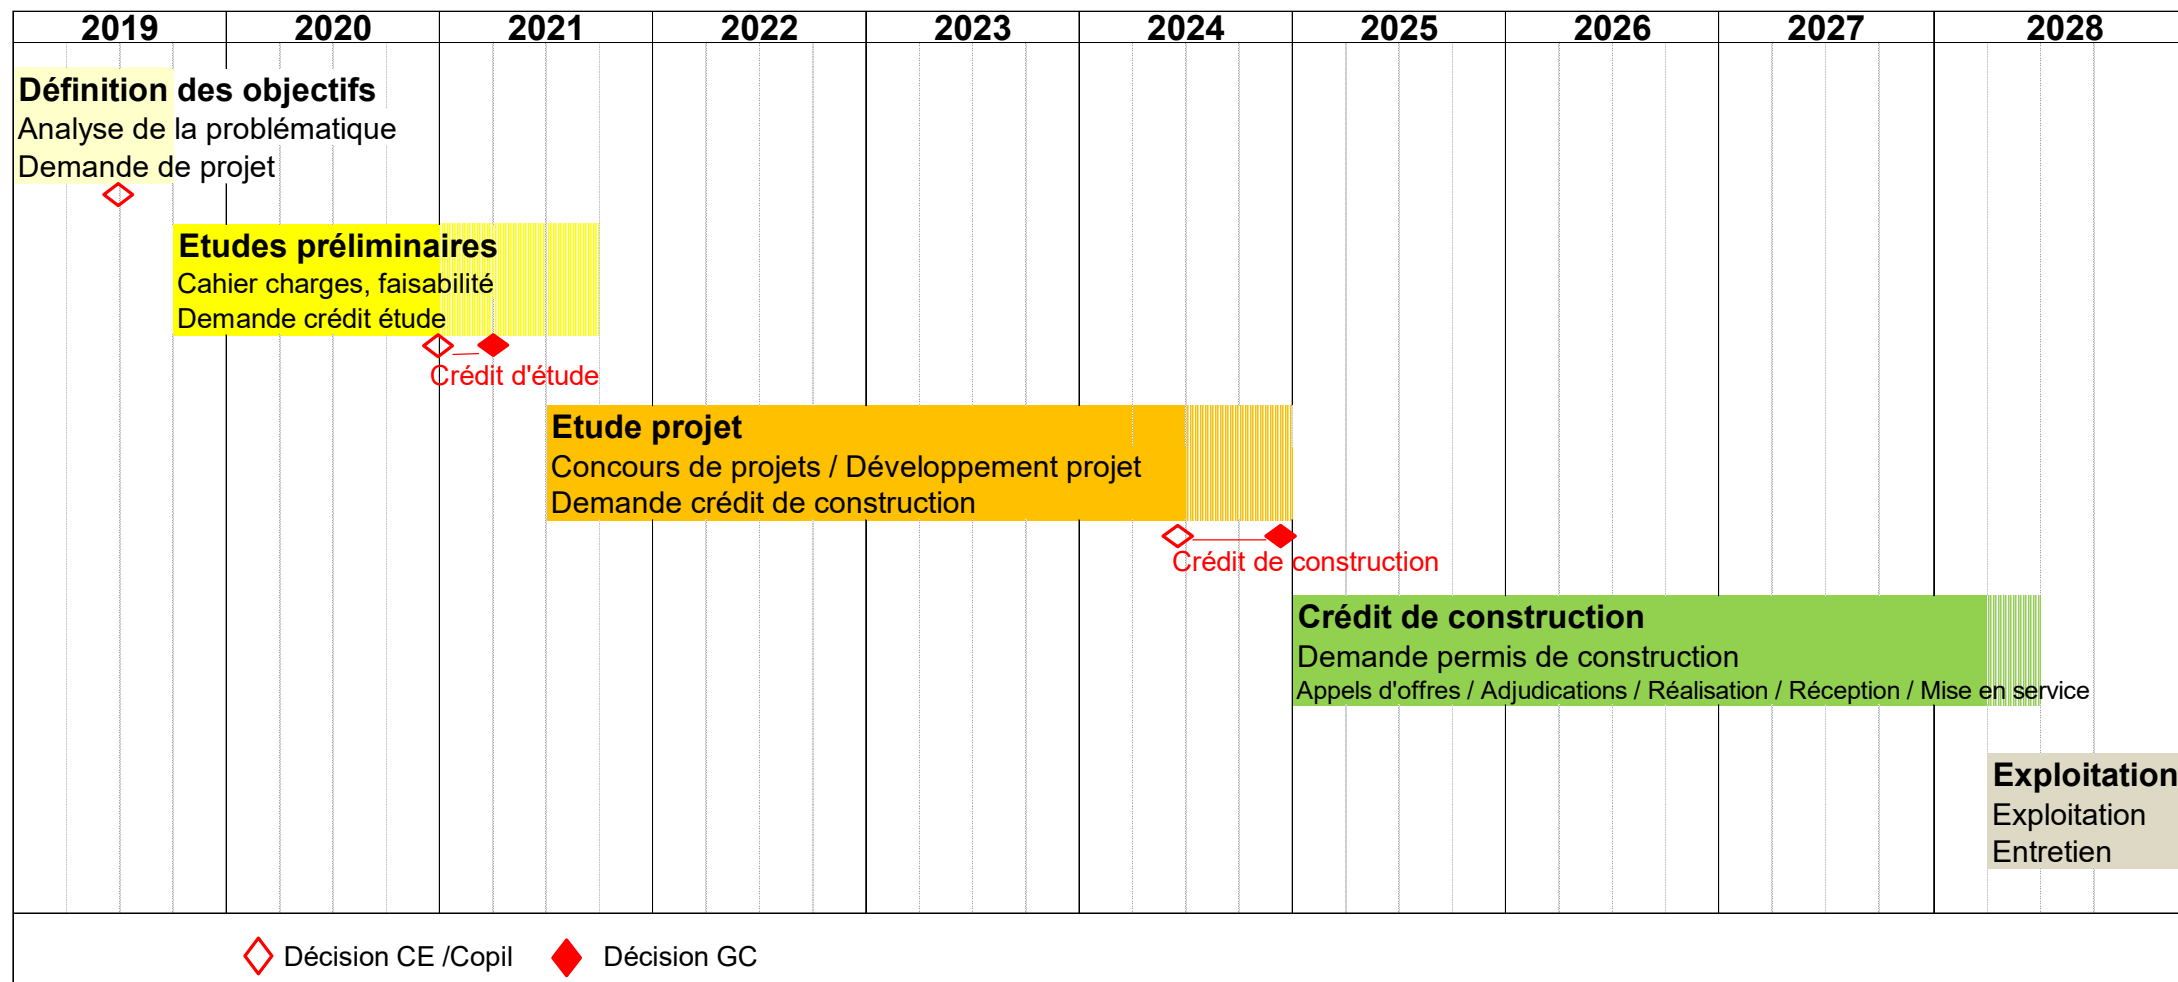 2019 2020 2021 2022 2023 2024 2025 2026 2027 2028
Définition des objectifs
Analyse de la problématique
Demande de projet
Etudes préliminaires
Cahier charges, faisabilité
Demande crédit étude
Crédit d'étude
Etude projet
Concours de projets / Développement projet
Demande crédit de construction
Crédit de construction
Crédit de construction
Demande permis de construction
Appels d'offres / Adjudications / Réalisation / Réception / Mise en service
Exploitation
Exploitation
Entretien
Décision CE /Copil Décision GC